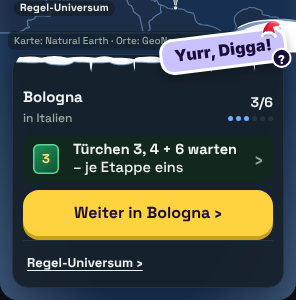 Regel-Universum
Karte: Natural Earth · Orte: GeoN
Yurr, Digga!
?
Bologna
3/6
in Italien
3
Türchen 3, 4 + 6 warten
– je Etappe eins
>
Weiter in Bologna >
Regel-Universum >